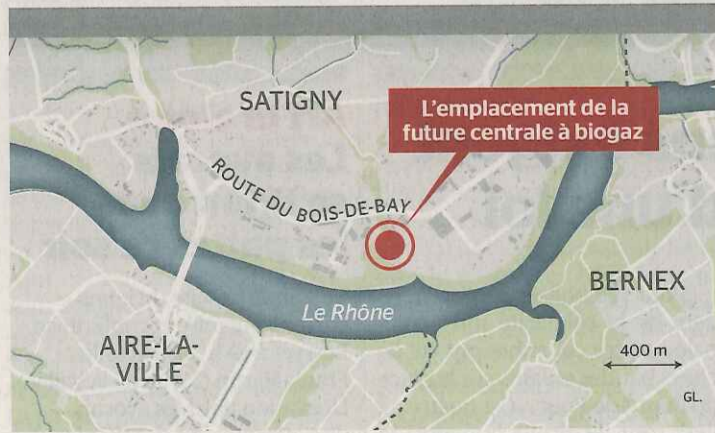 SATIGNY
L'emplacement de la
future centrale à biogaz
ROUTE DU BOIS-DE-BAY
BERNEX
Le Rhône
AIRE-LA-
VILLE
400 m
GL.